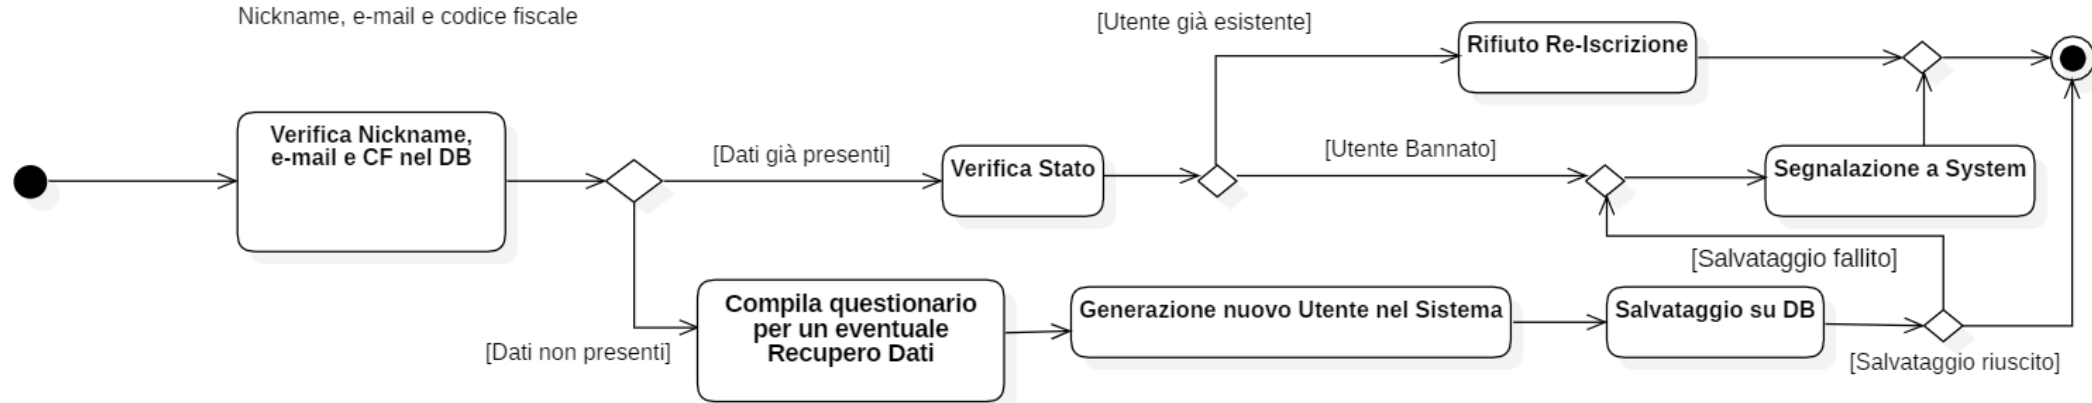 Nickname, e-mail e codice fiscale
[Utente già esistente]
Rifiuto Re-Iscrizione
Verifica Nickname,
e-mail e CF nel DB
[Dati già presenti]
Verifica Stato
[Utente Bannato]
Segnalazione a System
[Salvataggio fallito]
Compila questionario
per un eventuale
Recupero Dati
Generazione nuovo Utente nel Sistema
Salvataggio su DB
[Dati non presenti]
[Salvataggio riuscito]